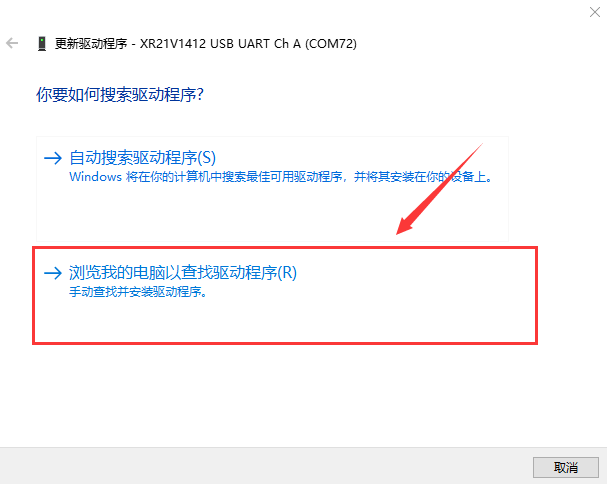 更新驱动程序 - XR21V1412 USB UART Ch A (COM72)
你要如何搜索驱动程序?
自动搜索驱动程序(S)
Windows 将在你的计算机中搜索最佳可用驱动程序，并将其安装在你的设备上。
浏览我的电脑以查找驱动程序(R)
手动查找并安装驱动程序。
取消